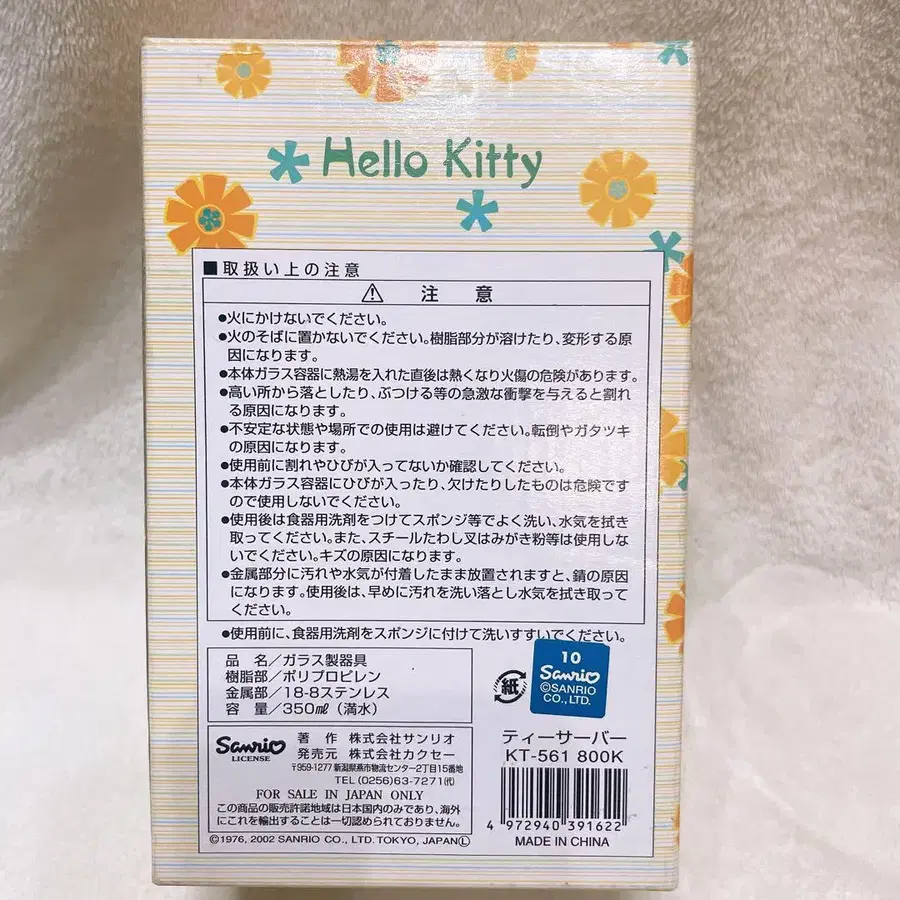 Hello Kitty
■取扱い上の注意
⚠ 注意
●火にかけないでください。
●火のそばに置かないでください。樹脂部分が溶けたり、変形する原
因になります。
●本体ガラス容器に熱湯を入れた直後は熱くなり火傷の危険があります。
●高い所から落としたり、ぶつける等の急激な衝撃を与えると割れ
る原因になります。
●不安定な状態や場所での使用は避けてください。転倒やガタツキ
の原因になります。
●使用前に割れやひびが入ってないか確認してください。
●本体ガラス容器にひびが入ったり、欠けたりしたものは危険です
ので使用しないでください。
●使用後は食器用洗剤をつけてスポンジ等でよく洗い、水気を拭き
取ってください。また、スチールたわし又はみがき粉等は使用しな
いでください。キズの原因になります。
●金属部分に汚れや水気が付着したまま放置されますと、錆の原因
になります。使用後は、早めに汚れを洗い落とし水気を拭き取って
ください。
●使用前に、食器用洗剤をスポンジに付けて洗いすすいでください。
品名/ガラス製器具
樹脂部/ポリプロピレン
金属部/18-8ステンレス
容量/350㎖(満水)
紙
10
Sanrio
©SANRIO
CO., LTD.
Sanrio
LICENSE
著作 株式会社サンリオ
発売元 株式会社カクセー
〒959-1277 新潟県燕市物流センター2丁目15番地
TEL (0256)63-7271(代)
FOR SALE IN JAPAN ONLY
この商品の販売許諾地域は日本国内のみであり、海外
にこれを輸出することは一切認められておりません。
©1976, 2002 SANRIO CO., LTD. TOKYO, JAPAN Ⓛ
ティーサーバー
KT-561 800K
4 972940 391622
MADE IN CHINA